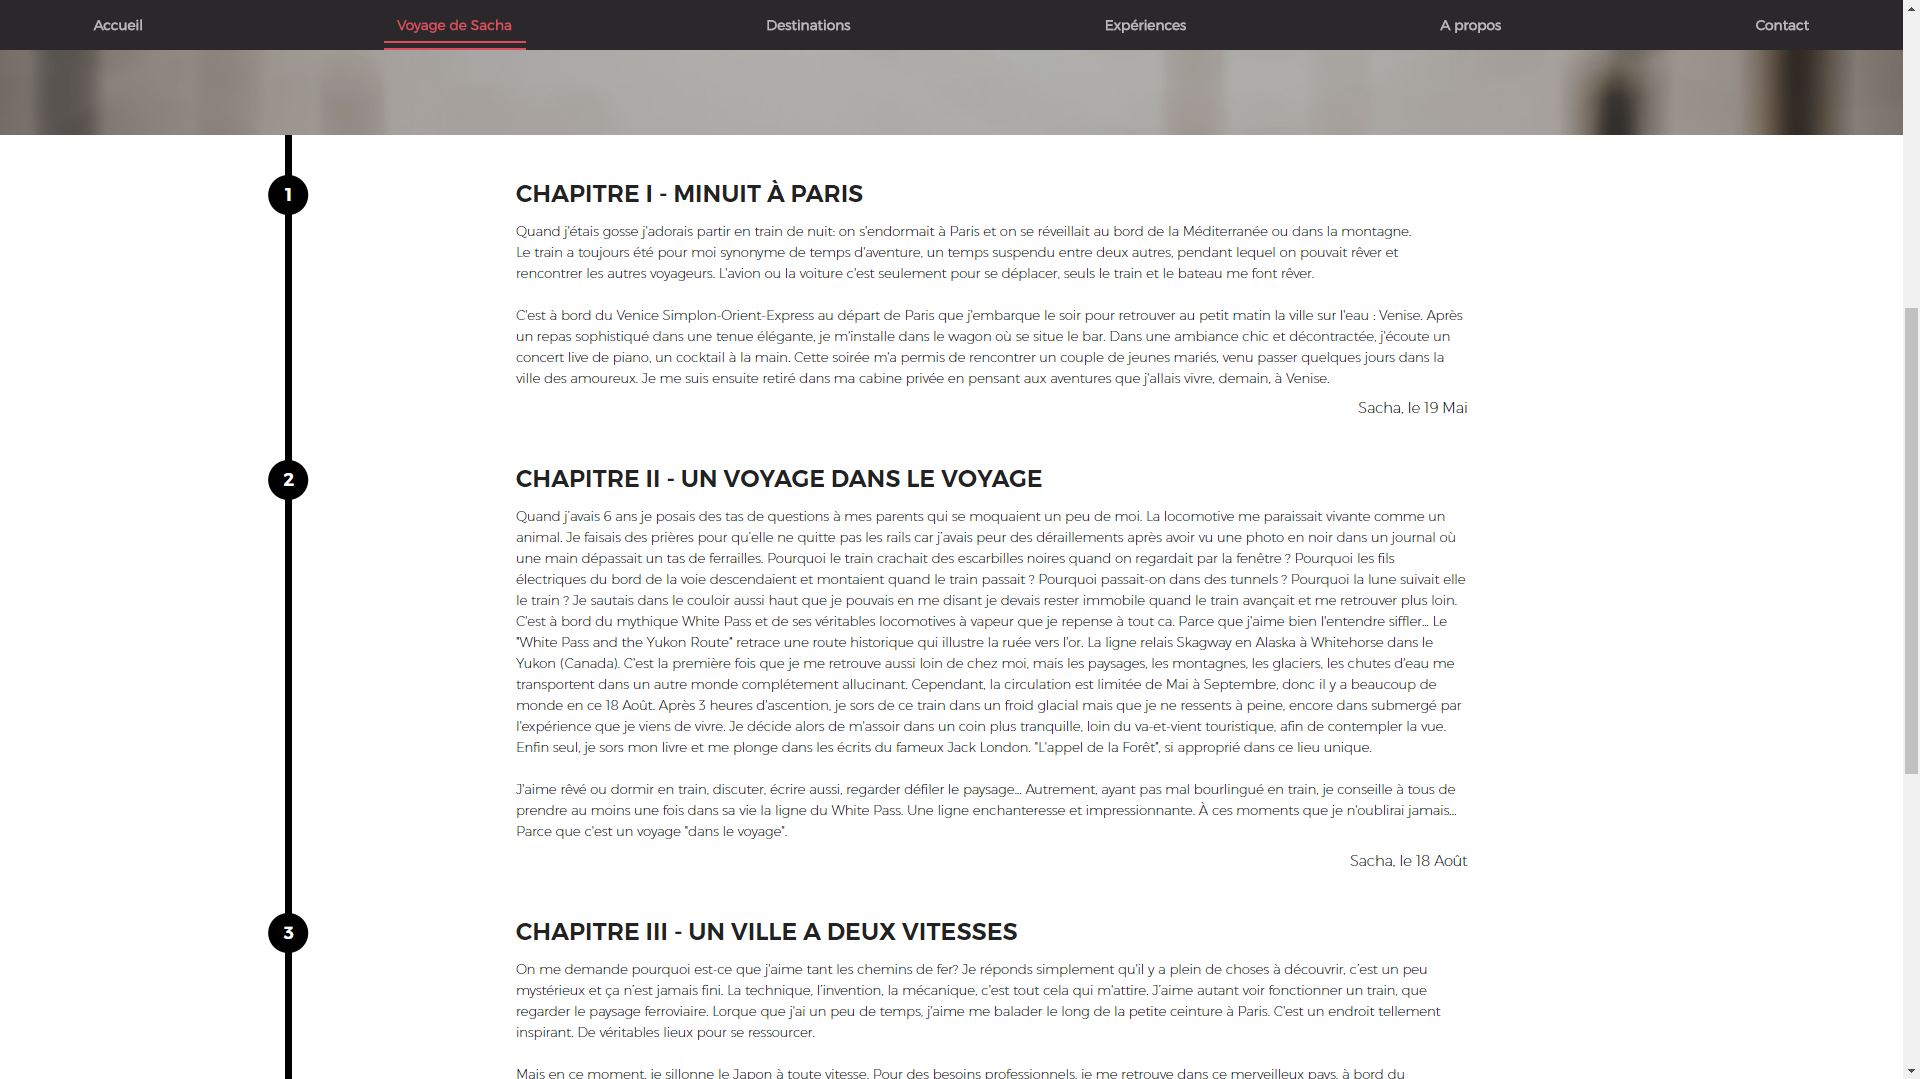 Accueil
Voyage de Sacha
Destinations
Expériences
A propos
Contact
1
CHAPITRE I - MINUIT À PARIS
Quand j'étais gosse j'adorais partir en train de nuit: on s'endormait à Paris et on se réveillait au bord de la Méditerranée ou dans la montagne.
Le train a toujours été pour moi synonyme de temps d'aventure, un temps suspendu entre deux autres, pendant lequel on pouvait rêver et
rencontrer les autres voyageurs. L'avion ou la voiture c'est seulement pour se déplacer, seuls le train et le bateau me font rêver.
C'est à bord du Venice Simplon-Orient-Express au départ de Paris que j'embarque le soir pour retrouver au petit matin la ville sur l'eau : Venise. Après
un repas sophistiqué dans une tenue élégante, je m'installe dans le wagon où se situe le bar. Dans une ambiance chic et décontractée, j'écoute un
concert live de piano, un cocktail à la main. Cette soirée m'a permis de rencontrer un couple de jeunes mariés, venu passer quelques jours dans la
ville des amoureux. Je me suis ensuite retiré dans ma cabine privée en pensant aux aventures que j'allais vivre, demain, à Venise.
Sacha, le 19 Mai
2
CHAPITRE II - UN VOYAGE DANS LE VOYAGE
Quand j'avais 6 ans je posais des tas de questions à mes parents qui se moquaient un peu de moi. La locomotive me paraissait vivante comme un
animal. Je faisais des prières pour qu'elle ne quitte pas les rails car j'avais peur des déraillements après avoir vu une photo en noir dans un journal où
une main dépassait un tas de ferrailles. Pourquoi le train crachait des escarbilles noires quand on regardait par la fenêtre ? Pourquoi les fils
électriques du bord de la voie descendaient et montaient quand le train passait ? Pourquoi passait-on dans des tunnels ? Pourquoi la lune suivait elle
le train ? Je sautais dans le couloir aussi haut que je pouvais en me disant je devais rester immobile quand le train avançait et me retrouver plus loin.
C'est à bord du mythique White Pass et de ses véritables locomotives à vapeur que je repense à tout ca. Parce que j'aime bien l'entendre siffler... Le
"White Pass and the Yukon Route" retrace une route historique qui illustre la ruée vers l'or. La ligne relais Skagway en Alaska à Whitehorse dans le
Yukon (Canada). C'est la première fois que je me retrouve aussi loin de chez moi, mais les paysages, les montagnes, les glaciers, les chutes d'eau me
transportent dans un autre monde complétement allucinant. Cependant, la circulation est limitée de Mai à Septembre, donc il y a beaucoup de
monde en ce 18 Août. Après 3 heures d'ascention, je sors de ce train dans un froid glacial mais que je ne ressents à peine, encore dans submergé par
l'expérience que je viens de vivre. Je décide alors de m'assoir dans un coin plus tranquille, loin du va-et-vient touristique, afin de contempler la vue.
Enfin seul, je sors mon livre et me plonge dans les écrits du fameux Jack London. "L'appel de la Forêt", si approprié dans ce lieu unique.
J'aime rêvé ou dormir en train, discuter, écrire aussi, regarder défiler le paysage... Autrement, ayant pas mal bourlingué en train, je conseille à tous de
prendre au moins une fois dans sa vie la ligne du White Pass. Une ligne enchanteresse et impressionnante. À ces moments que je n'oublirai jamais...
Parce que c'est un voyage "dans le voyage".
Sacha, le 18 Août
3
CHAPITRE III - UN VILLE A DEUX VITESSES
On me demande pourquoi est-ce que j'aime tant les chemins de fer? Je réponds simplement qu'il y a plein de choses à découvrir, c'est un peu
mystérieux et ça n'est jamais fini. La technique, l'invention, la mécanique, c'est tout cela qui m'attire. J'aime autant voir fonctionner un train, que
regarder le paysage ferroviaire. Lorque que j'ai un peu de temps, j'aime me balader le long de la petite ceinture à Paris. C'est un endroit tellement
inspirant. De véritables lieux pour se ressourcer.
Mais en ce moment, je sillonne le Japon à toute vitesse. Pour des besoins professionnels, je me retrouve dans ce merveilleux pays, à bord du